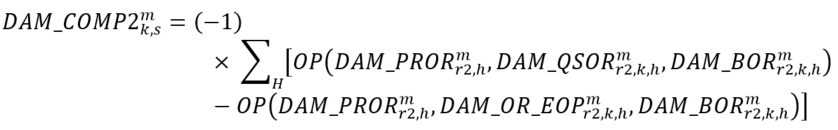 DAM_COMP2^m_{k,s} = (−1)
× ∑_H [OP(DAM_PROR^m_{r2,h}, DAM_QSOR^m_{r2,k,h}, DAM_BOR^m_{r2,k,h})
− OP(DAM_PROR^m_{r2,h}, DAM_OR_EOP^m_{r2,k,h}, DAM_BOR^m_{r2,k,h})]